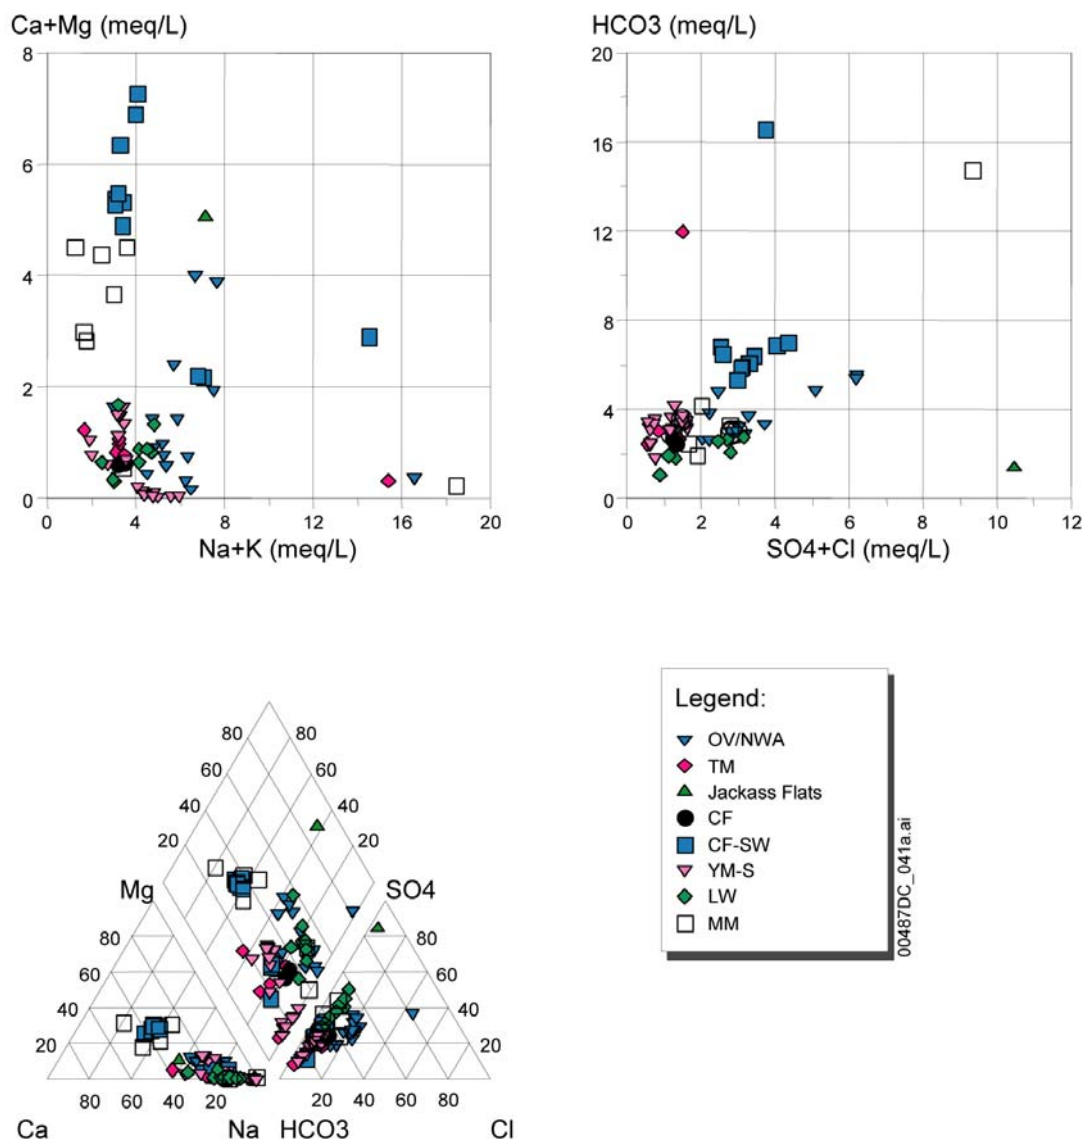 Ca+Mg (meq/L)
8
6
4
2
0
0 4 8 12 16 20
Na+K (meq/L)
HCO3 (meq/L)
20
16
12
8
4
0
0 2 4 6 8 10 12
SO4+Cl (meq/L)
80 80
60 60
40 40
20 20
Mg SO4
80 80
60 60
40 40
20 20
80 60 40 20 20 40 60 80
Ca Na HCO3 Cl
Legend:
OV/NWA
TM
Jackass Flats
CF
CF-SW
YM-S
LW
MM
00487DC_041a.ai